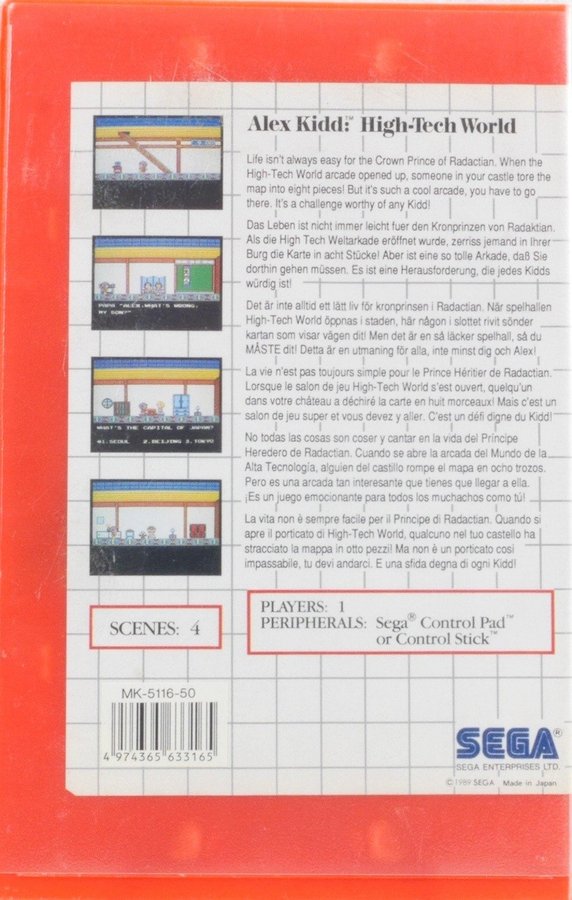 Alex Kidd:™ High-Tech World
Life isn't always easy for the Crown Prince of Radactian. When the
High-Tech World arcade opened up, someone in your castle tore the
map into eight pieces! But it's such a cool arcade, you have to go
there. It's a challenge worthy of any Kidd!
Das Leben ist nicht immer leicht fuer den Kronprinzen von Radaktian.
Als die High Tech Weltarkade eröffnet wurde, zerriss jemand in Ihrer
Burg die Karte in acht Stücke! Aber ist eine so tolle Arkade, daß Sie
dorthin gehen müssen. Es ist eine Herausforderung, die jedes Kidds
würdig ist!
Det är inte alltid ett lätt liv för kronprinsen i Radactian. När spelhallen
High-Tech World öppnas i staden, här någon i slottet rivit sönder
kartan som visar vägen dit! Men det är en så läcker spelhall, så du
MÅSTE dit! Detta är en utmaning för alla, inte minst dig och Alex!
La vie n'est pas toujours simple pour le Prince Héritier de Radactian.
Lorsque le salon de jeu High-Tech World s'est ouvert, quelqu'un
dans votre château a déchiré la carte en huit morceaux! Mais c'est un
salon de jeu super et vous devez y aller. C'est un défi digne du Kidd!
No todas las cosas son coser y cantar en la vida del Príncipe
Heredero de Radactian. Cuando se abre la arcada del Mundo de la
Alta Tecnología, alguien del castillo rompe el mapa en ocho trozos.
Pero es una arcada tan interesante que tienes que llegar a ella.
¡Es un juego emocionante para todos los muchachos como tú!
La vita non è sempre facile per il Principe di Radactian. Quando si
apre il porticato di High-Tech World, qualcuno nel tuo castello ha
stracciato la mappa in otto pezzi! Ma non è un porticato cosi
impassabile, tu devi andarci. E una sfida degna di ogni Kidd!
PAPA "ALEX.WHAT'S WRONG,
MY SON?"
WHAT'S THE CAPITAL OF JAPAN?
1.SEOUL 2.BEIJING 3.TOKYO
SCENES: 4
PLAYERS: 1
PERIPHERALS: Sega® Control Pad™
or Control Stick™
MK-5116-50
4 974365 633165
SEGA®
SEGA ENTERPRISES LTD.
©1989 SEGA Made in Japan